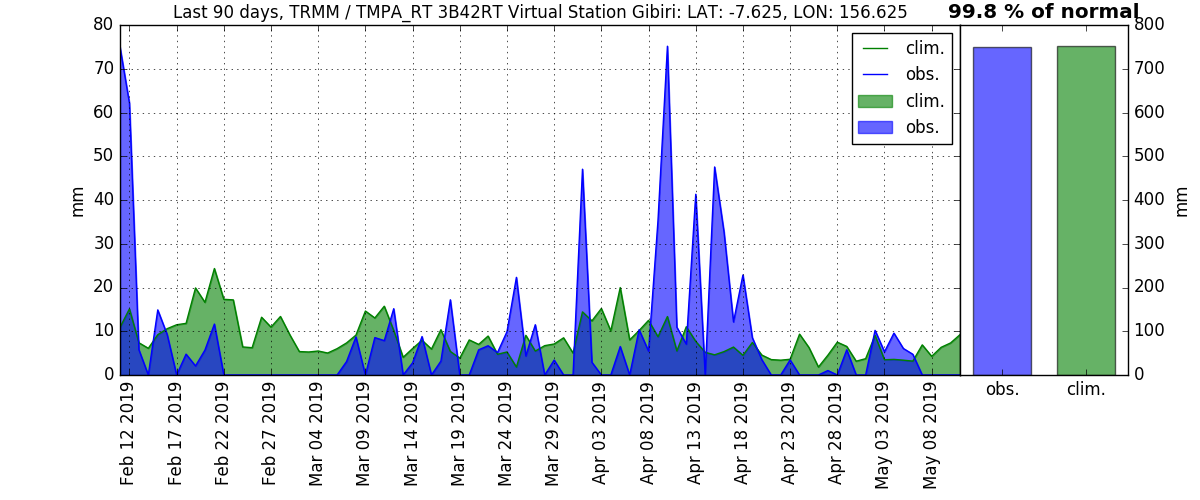 Last 90 days, TRMM / TMPA_RT 3B42RT Virtual Station Gibiri: LAT: -7.625, LON: 156.625
99.8 % of normal
80
70
60
50
40
30
20
10
0
mm
clim.
obs.
clim.
obs.
800
700
600
500
400
300
200
100
0
mm
Feb 12 2019
Feb 17 2019
Feb 22 2019
Feb 27 2019
Mar 04 2019
Mar 09 2019
Mar 14 2019
Mar 19 2019
Mar 24 2019
Mar 29 2019
Apr 03 2019
Apr 08 2019
Apr 13 2019
Apr 18 2019
Apr 23 2019
Apr 28 2019
May 03 2019
May 08 2019
obs.
clim.